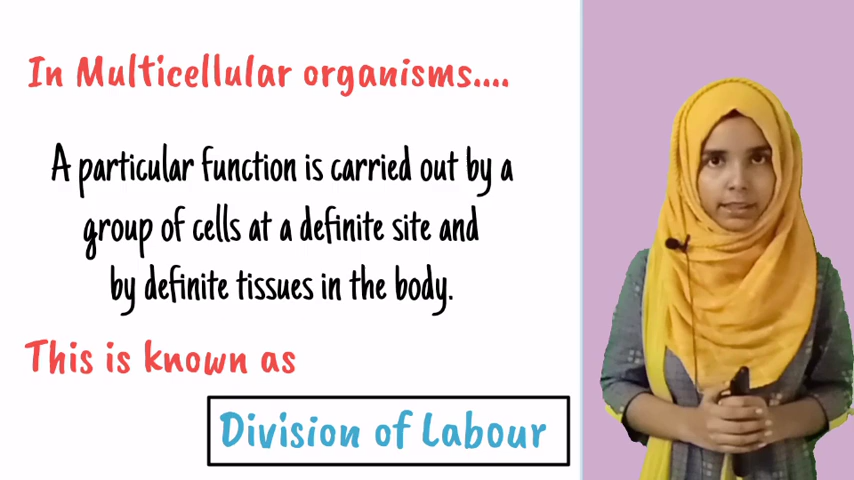 In Multicellular organisms....
A particular function is carried out by a
group of cells at a definite site and
by definite tissues in the body.
This is known as
Division of Labour